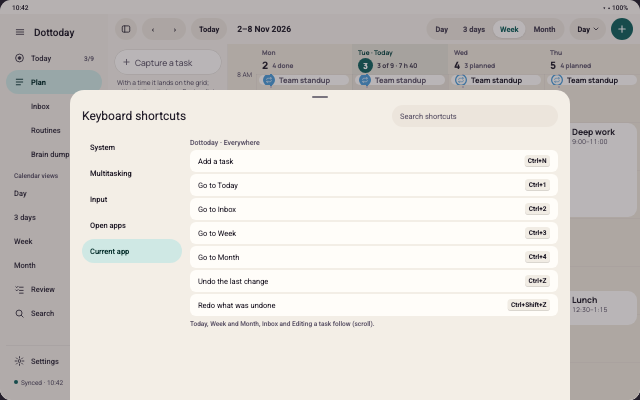 10:42
100%
Dottoday
Today 3/9
Plan
Inbox
Routines
Brain dump
Calendar views
Day
3 days
Week
Month
Review
Search
Settings
Synced · 10:42
Today
2–8 Nov 2026
Day
3 days
Week
Month
Day
Capture a task
With a time it lands on the grid;
8 AM
Mon
2 4 done
Team standup
Tue · Today
3 3 of 9 · 7 h 40
Team standup
Wed
4 3 planned
Team standup
Thu
5 4 planned
Team standup
Deep work
9:00–11:00
Lunch
12:30–1:15
Keyboard shortcuts
Search shortcuts
System
Multitasking
Input
Open apps
Current app
Dottoday · Everywhere
Add a task Ctrl+N
Go to Today Ctrl+1
Go to Inbox Ctrl+2
Go to Week Ctrl+3
Go to Month Ctrl+4
Undo the last change Ctrl+Z
Redo what was undone Ctrl+Shift+Z
Today, Week and Month, Inbox and Editing a task follow (scroll).